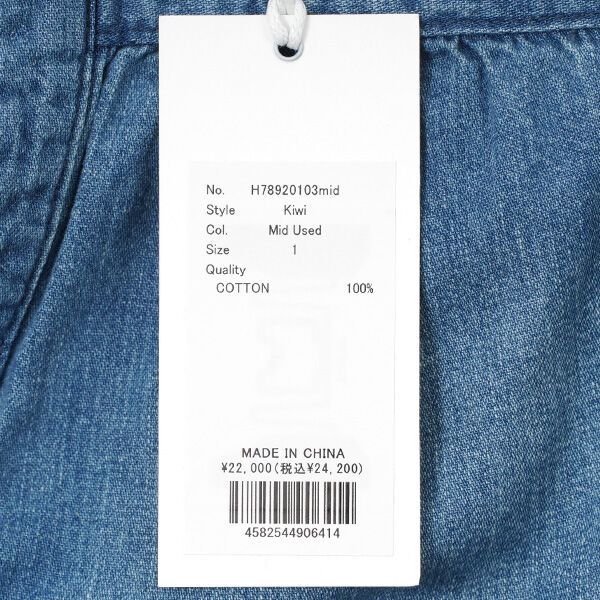 No. H78920103mid
Style Kiwi
Col. Mid Used
Size 1
Quality
COTTON 100%
MADE IN CHINA
¥22,000(税込¥24,200)
4582544906414